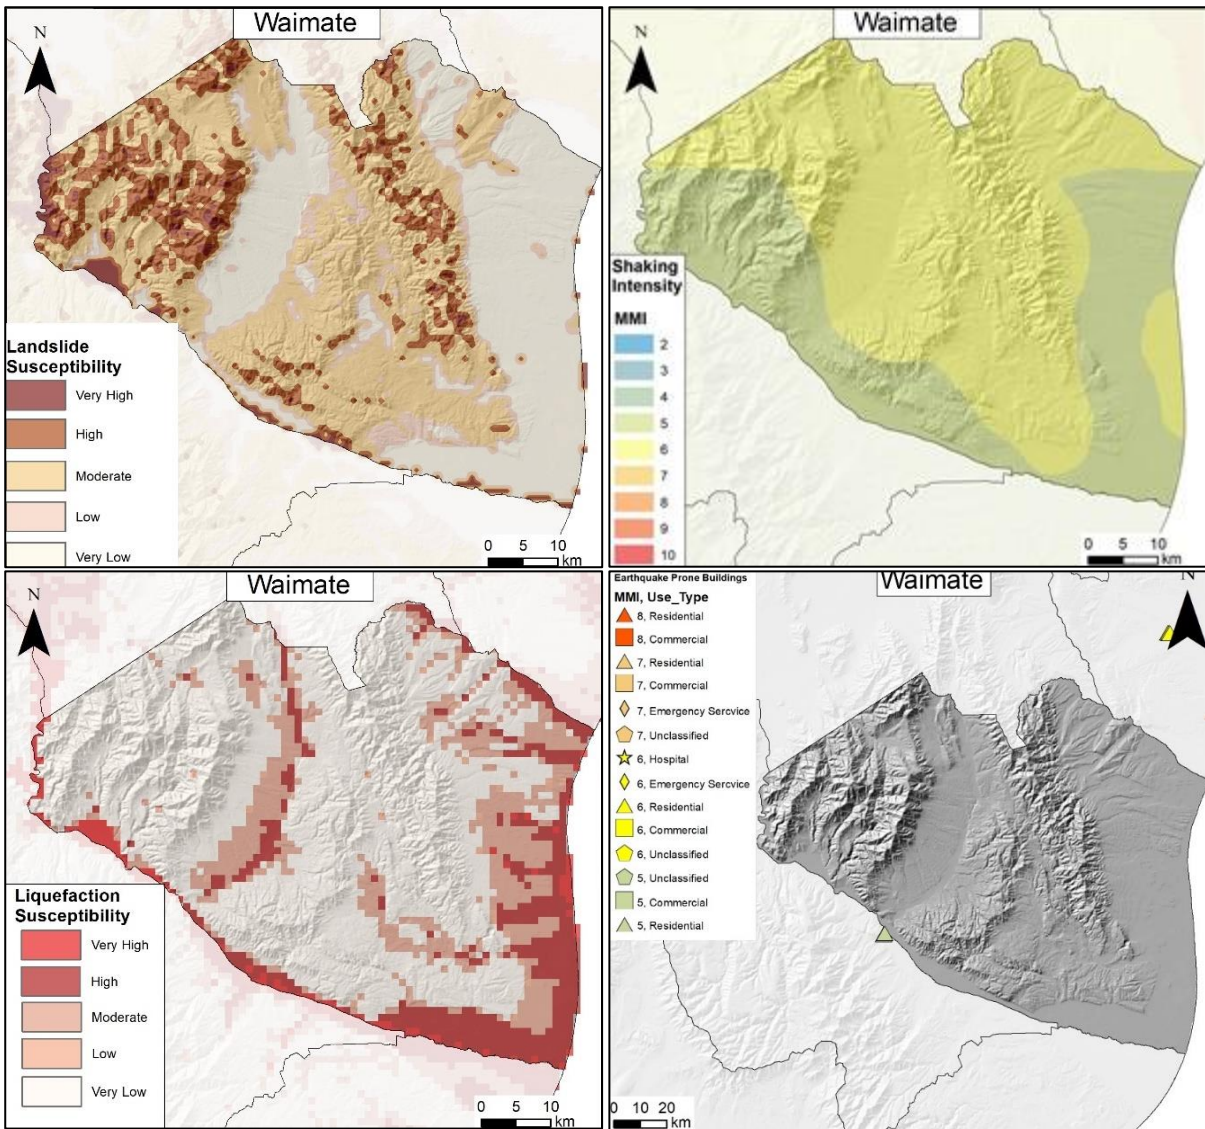 Waimate
N
Landslide
Susceptibility
Very High
High
Moderate
Low
Very Low
0 5 10
km
Waimate
N
Shaking
Intensity
MMI
2
3
4
5
6
7
8
9
10
0 5 10
km
Waimate
N
Liquefaction
Susceptibility
Very High
High
Moderate
Low
Very Low
0 5 10
km
Waimate
N
Earthquake Prone Buildings
MMI, Use_Type
8, Residential
8, Commercial
7, Residential
7, Commercial
7, Emergency Sercvice
7, Unclassified
6, Hospital
6, Emergency Service
6, Residential
6, Commercial
6, Unclassified
5, Unclassified
5, Commercial
5, Residential
0 10 20
km